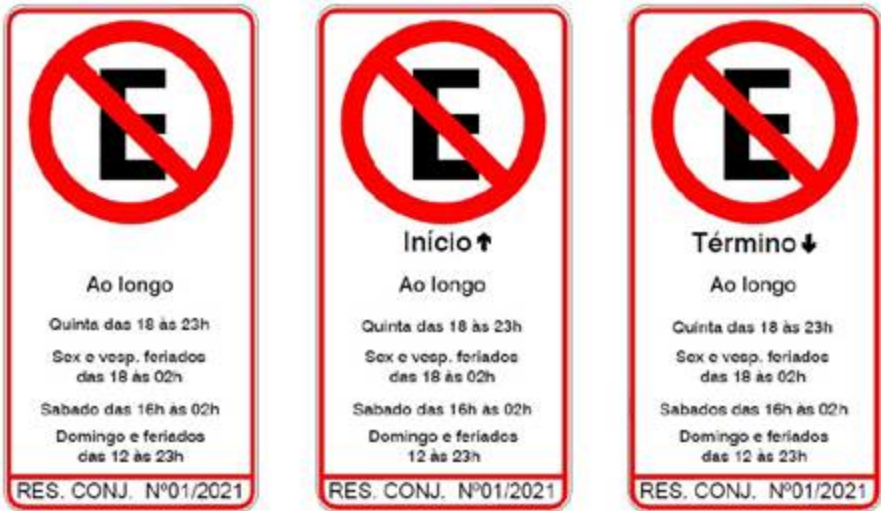 E
Ao longo
Quinta das 18 às 23h
Sex e vesp. feriados
das 18 às 02h
Sabado das 16h às 02h
Domingo e feriados
das 12 às 23h
RES. CONJ. Nº01/2021
E
Início↑
Ao longo
Quinta das 18 às 23h
Sex e vesp. feriados
das 18 às 02h
Sabado das 16h às 02h
Domingo e feriados
12 às 23h
RES. CONJ. Nº01/2021
E
Término↓
Ao longo
Quinta das 18 às 23h
Sex e vesp. feriados
das 18 às 02h
Sabados das 16h às 02h
Domingo e feriados
das 12 às 23h
RES. CONJ. Nº01/2021